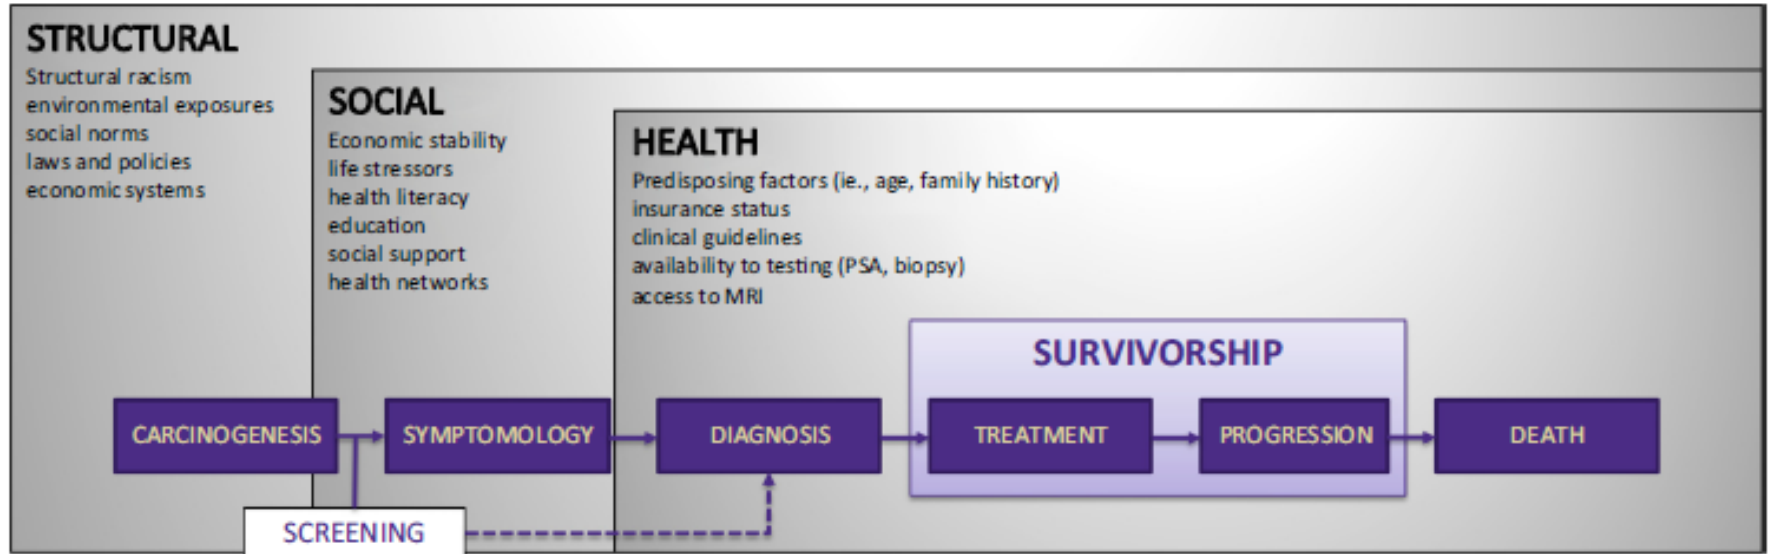 STRUCTURAL
Structural racism
environmental exposures
social norms
laws and policies
economic systems
SOCIAL
Economic stability
life stressors
health literacy
education
social support
health networks
HEALTH
Predisposing factors (ie., age, family history)
insurance status
clinical guidelines
availability to testing (PSA, biopsy)
access to MRI
SURVIVORSHIP
CARCINOGENESIS
SYMPTOMOLOGY
DIAGNOSIS
TREATMENT
PROGRESSION
DEATH
SCREENING